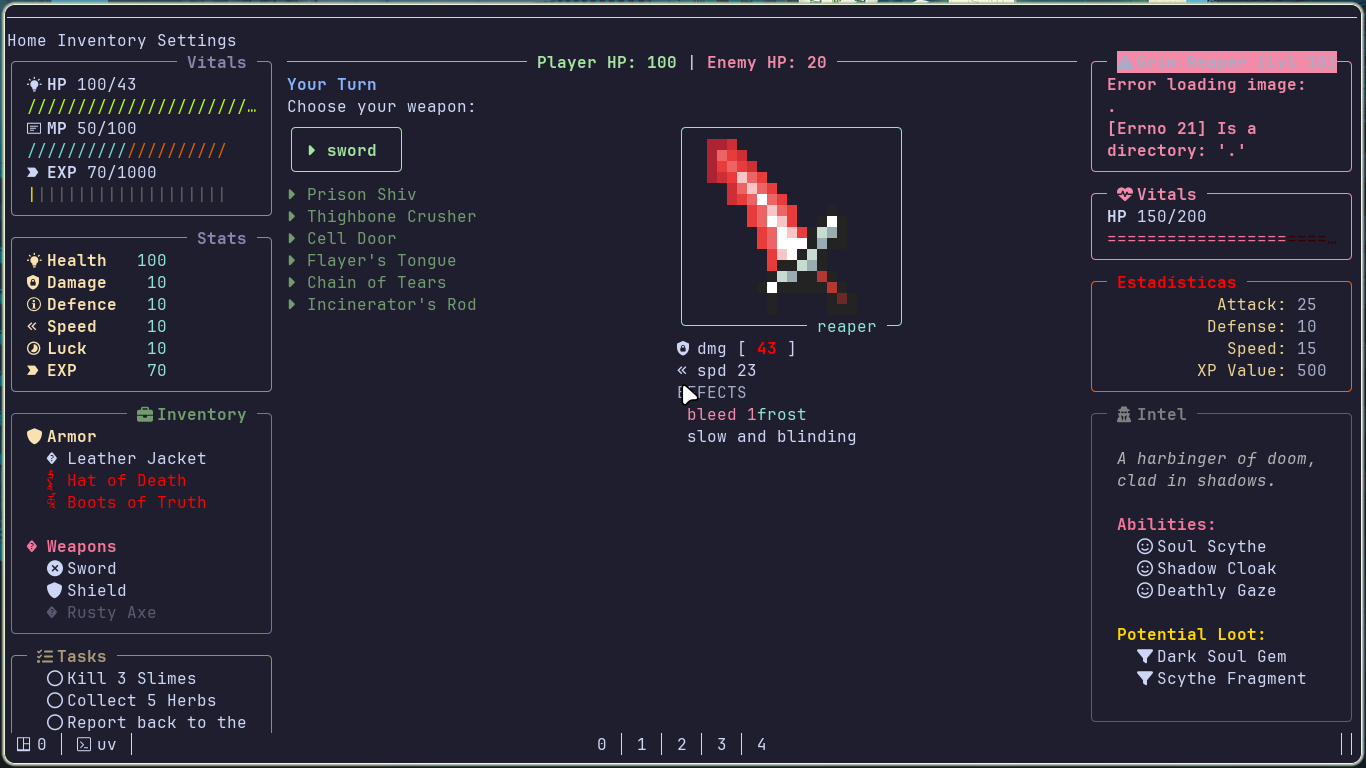 Home Inventory Settings
Vitals
HP 100/43
//////////////////////…
MP 50/100
////////////////////
EXP 70/1000
||||||||||||||||||||
Stats
Health 100
Damage 10
Defence 10
« Speed 10
Luck 10
EXP 70
Inventory
Armor
Leather Jacket
Hat of Death
Boots of Truth
Weapons
Sword
Shield
Rusty Axe
Tasks
Kill 3 Slimes
Collect 5 Herbs
Report back to the
Player HP: 100 | Enemy HP: 20
Your Turn
Choose your weapon:
sword
Prison Shiv
Thighbone Crusher
Cell Door
Flayer's Tongue
Chain of Tears
Incinerator's Rod
reaper
dmg [ 43 ]
« spd 23
EFFECTS
bleed 1frost
slow and blinding
Grim Reaper [Lvl 10]
Error loading image:
.
[Errno 21] Is a
directory: '.'
Vitals
HP 150/200
======================…
Estadisticas
Attack: 25
Defense: 10
Speed: 15
XP Value: 500
Intel
A harbinger of doom,
clad in shadows.
Abilities:
Soul Scythe
Shadow Cloak
Deathly Gaze
Potential Loot:
Dark Soul Gem
Scythe Fragment
0 | uv |
0 | 1 | 2 | 3 | 4